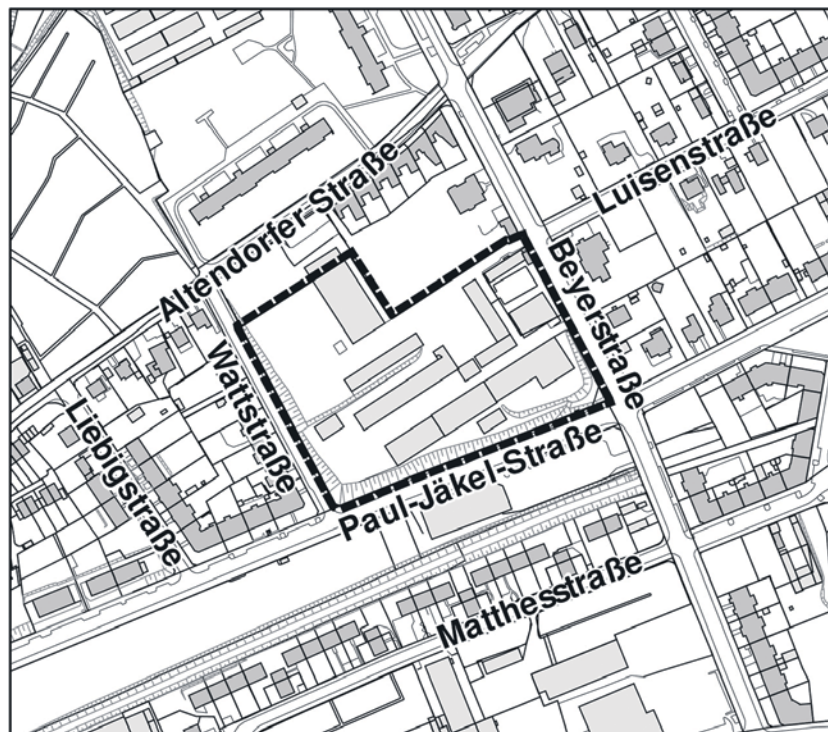 Luisenstraße
Altendorfer Straße
Beyerstraße
Wattstraße
Liebigstraße
Paul-Jäkel-Straße
Matthesstraße